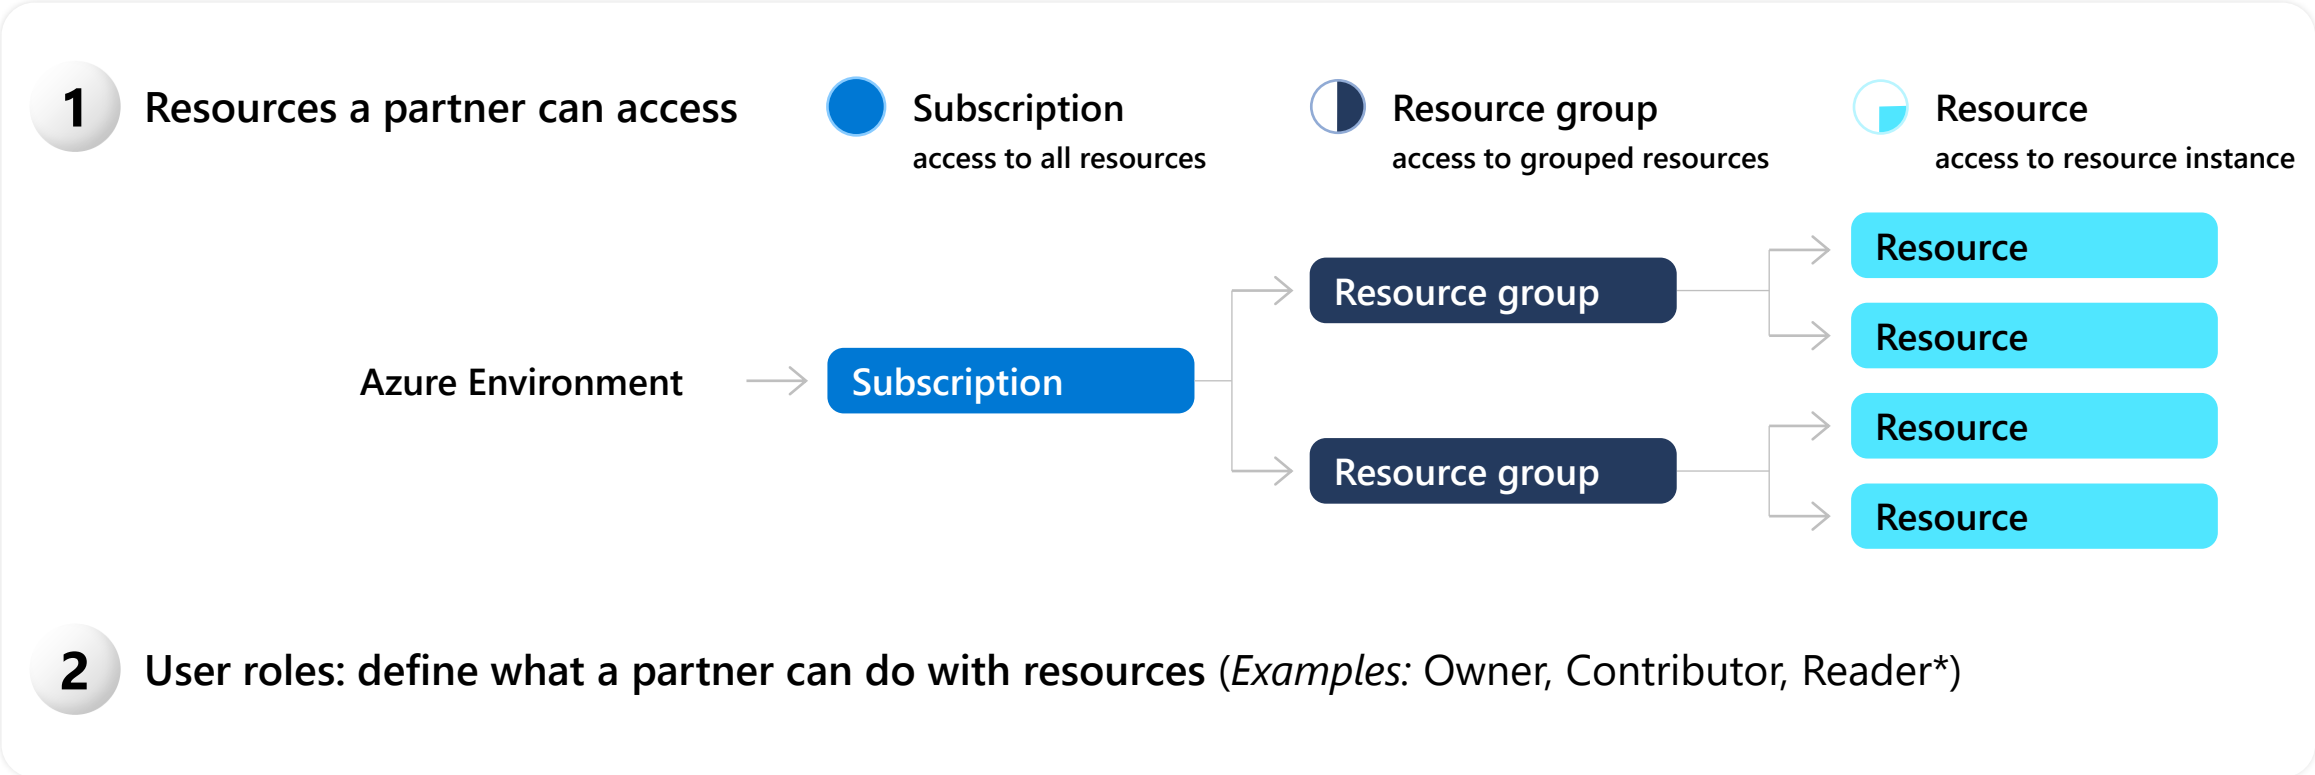 1
Resources a partner can access
Subscription
access to all resources
Resource group
access to grouped resources
Resource
access to resource instance
Azure Environment
Subscription
Resource group
Resource group
Resource
Resource
Resource
Resource
2
User roles: define what a partner can do with resources (Examples: Owner, Contributor, Reader*)